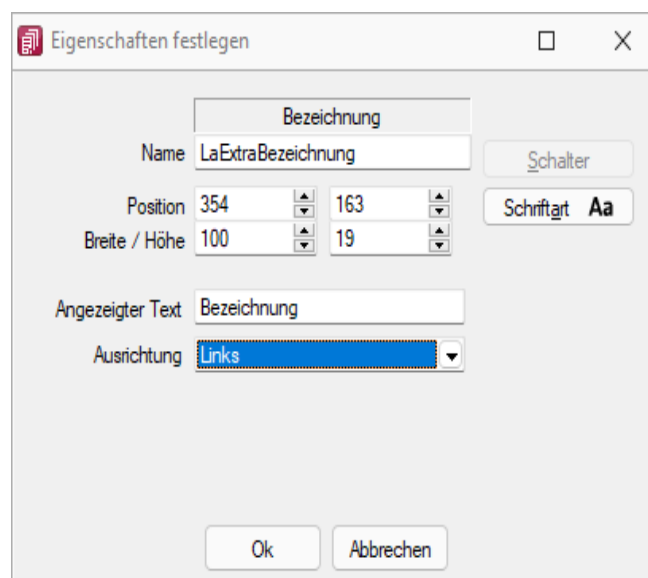 Eigenschaften festlegen
Bezeichnung
Name LaExtraBezeichnung Schalter
Position 354 163 Schriftart Aa
Breite / Höhe 100 19
Angezeigter Text Bezeichnung
Ausrichtung Links
Ok Abbrechen